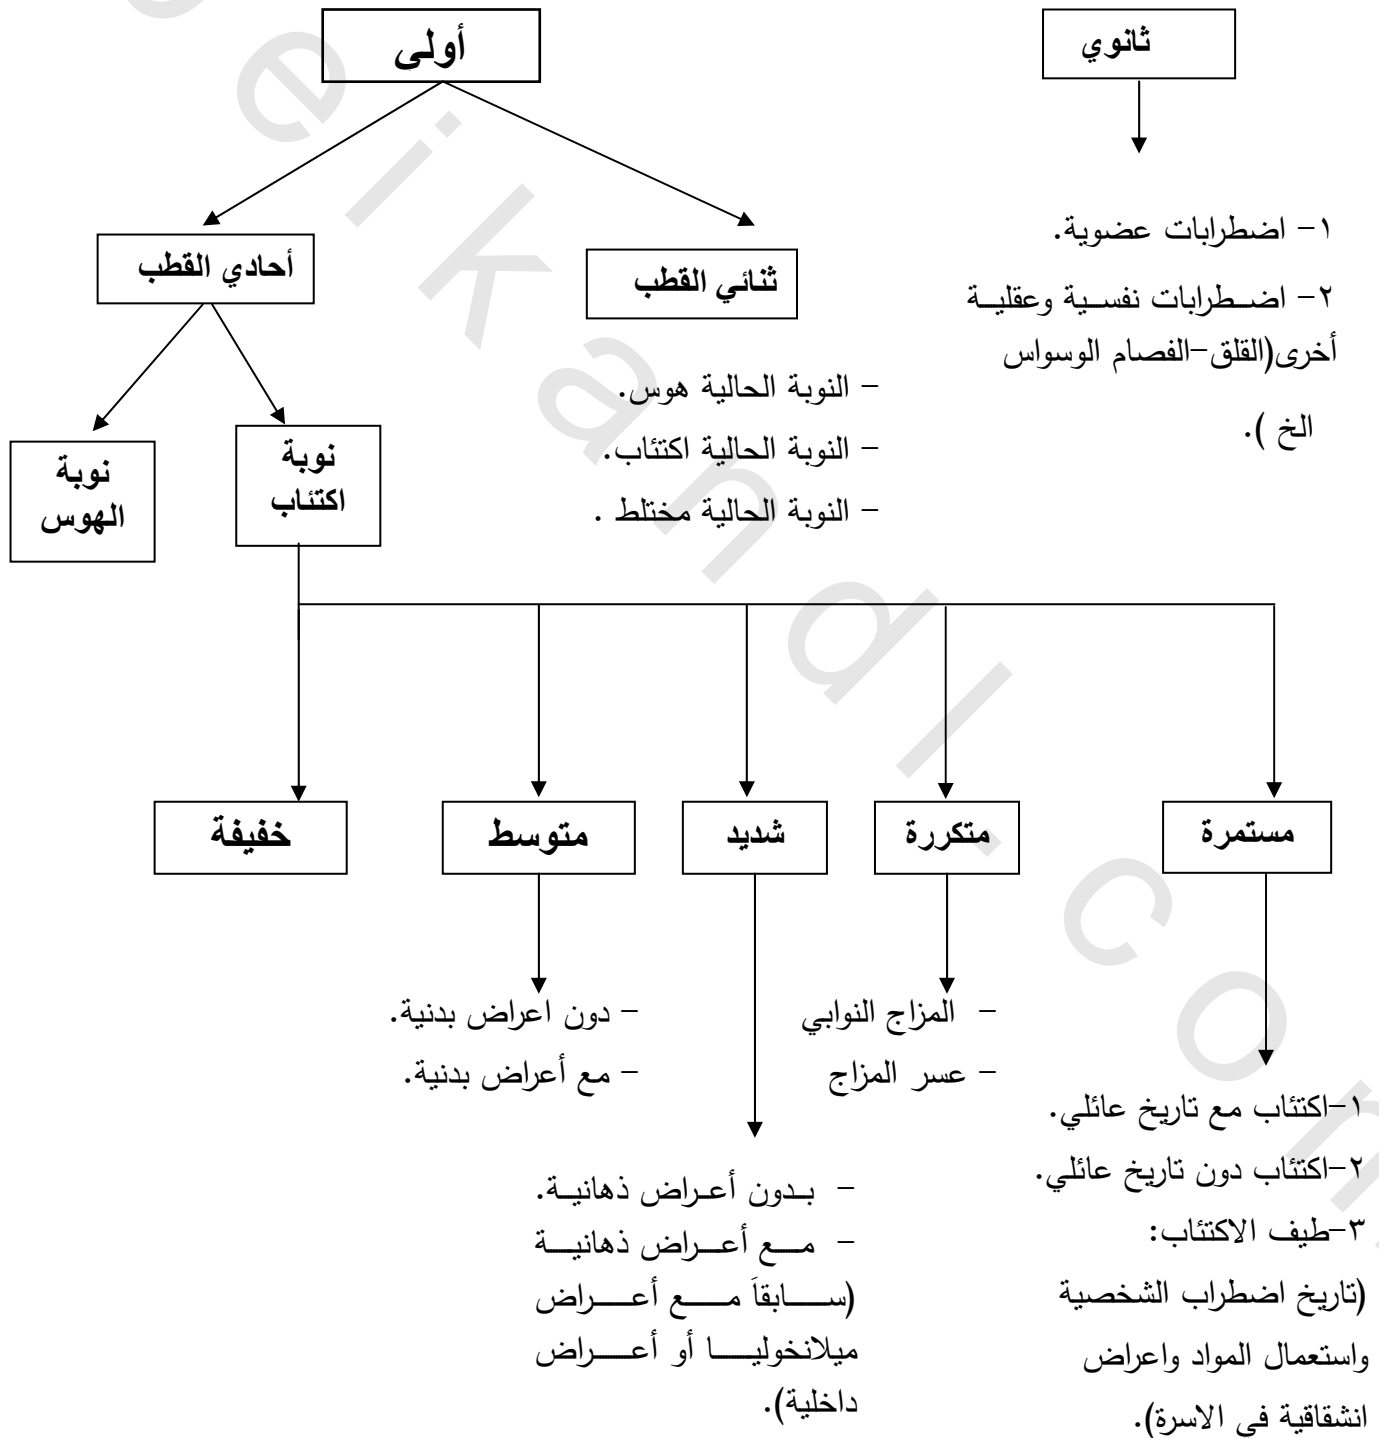 ثانوي
أولى
١- اضطرابات عضوية.
٢- اضطرابات نفسية وعقلية
أخرى(القلق-الفصام الوسواس
الخ ).
ثنائي القطب
أحادي القطب
- النوبة الحالية هوس.
- النوبة الحالية اكتئاب.
- النوبة الحالية مختلط .
نوبة
اكتئاب
نوبة
الهوس
مستمرة
متكررة
شديد
متوسط
خفيفة
١-اكتئاب مع تاريخ عائلي.
٢-اكتئاب دون تاريخ عائلي.
٣-طيف الاكتئاب:
(تاريخ اضطراب الشخصية
واستعمال المواد واعراض
انشقاقية في الاسرة).
- المزاج النوابي
- عسر المزاج
- بدون أعراض ذهانية.
- مع أعراض ذهانية
(سابقاَ مع أعراض
ميلانخوليا أو أعراض
داخلية).
- دون اعراض بدنية.
- مع أعراض بدنية.
eikandl.com